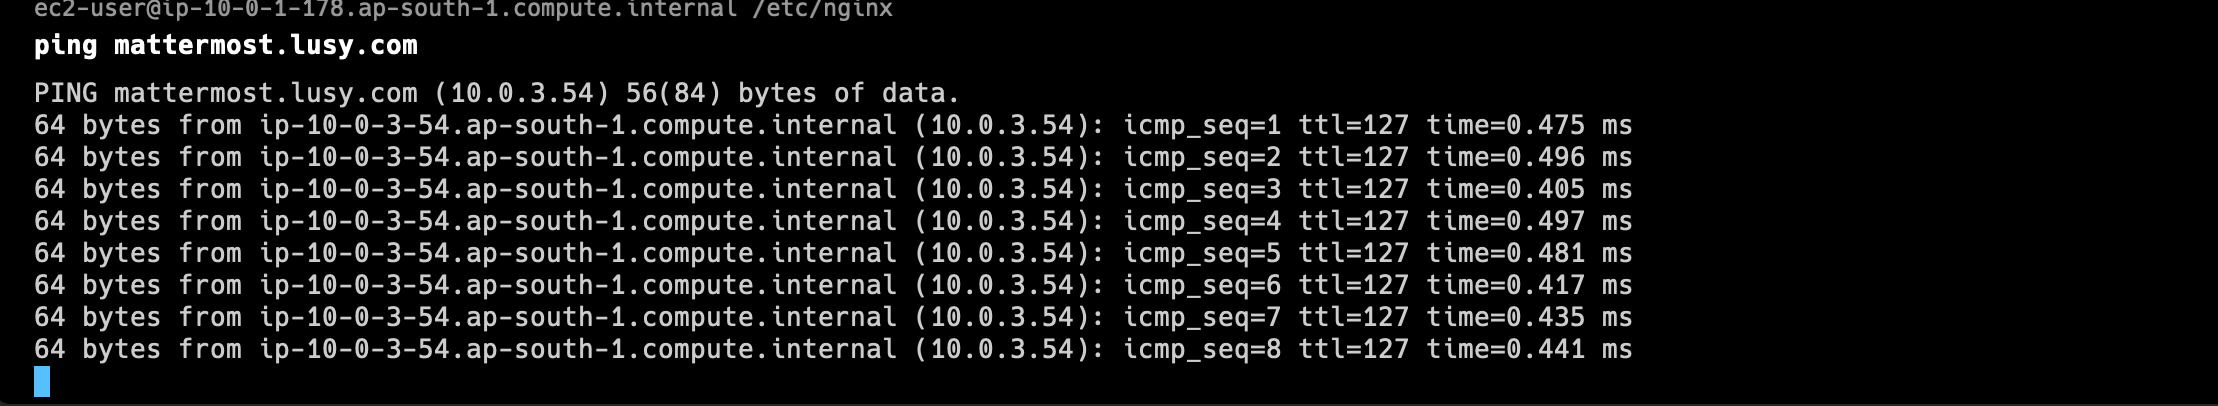 ec2-user@ip-10-0-1-178.ap-south-1.compute.internal /etc/nginx
ping mattermost.lusy.com
PING mattermost.lusy.com (10.0.3.54) 56(84) bytes of data.
64 bytes from ip-10-0-3-54.ap-south-1.compute.internal (10.0.3.54): icmp_seq=1 ttl=127 time=0.475 ms
64 bytes from ip-10-0-3-54.ap-south-1.compute.internal (10.0.3.54): icmp_seq=2 ttl=127 time=0.496 ms
64 bytes from ip-10-0-3-54.ap-south-1.compute.internal (10.0.3.54): icmp_seq=3 ttl=127 time=0.405 ms
64 bytes from ip-10-0-3-54.ap-south-1.compute.internal (10.0.3.54): icmp_seq=4 ttl=127 time=0.497 ms
64 bytes from ip-10-0-3-54.ap-south-1.compute.internal (10.0.3.54): icmp_seq=5 ttl=127 time=0.481 ms
64 bytes from ip-10-0-3-54.ap-south-1.compute.internal (10.0.3.54): icmp_seq=6 ttl=127 time=0.417 ms
64 bytes from ip-10-0-3-54.ap-south-1.compute.internal (10.0.3.54): icmp_seq=7 ttl=127 time=0.435 ms
64 bytes from ip-10-0-3-54.ap-south-1.compute.internal (10.0.3.54): icmp_seq=8 ttl=127 time=0.441 ms